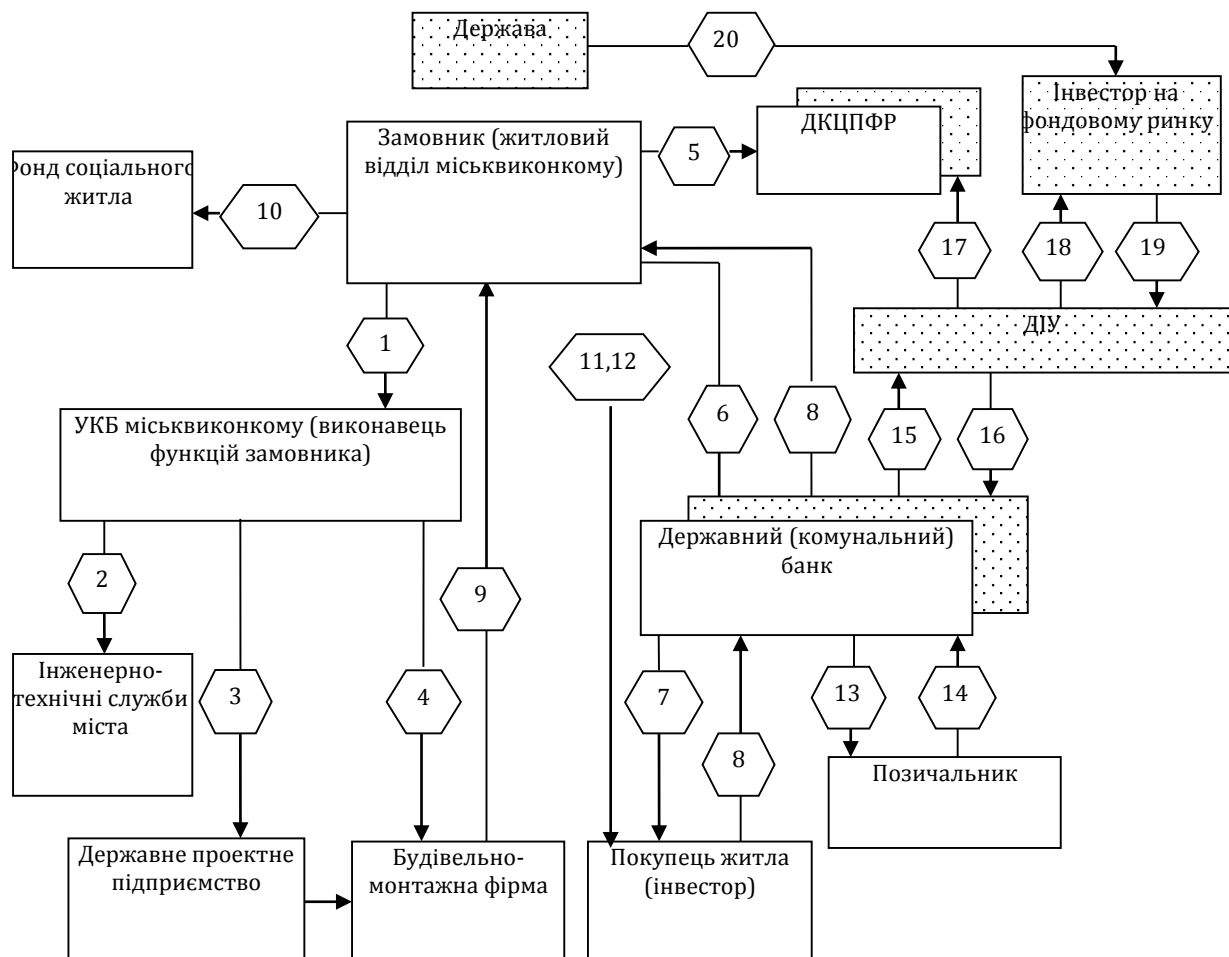 Держава
20
Інвестор на
фондовому ринку
ДКЦПФР
Замовник (житловий
відділ міськвиконкому)
5
Фонд соціального
житла
10
17
18
19
ДІУ
1
11,12
6
8
15
16
УКБ міськвиконкому (виконавець
функцій замовника)
Державний (комунальний)
банк
2
9
Інженерно-
технічні служби
міста
3
4
7
8
13
14
Позичальник
Державне проектне
підприємство
Будівельно-
монтажна фірма
Покупець житла
(інвестор)